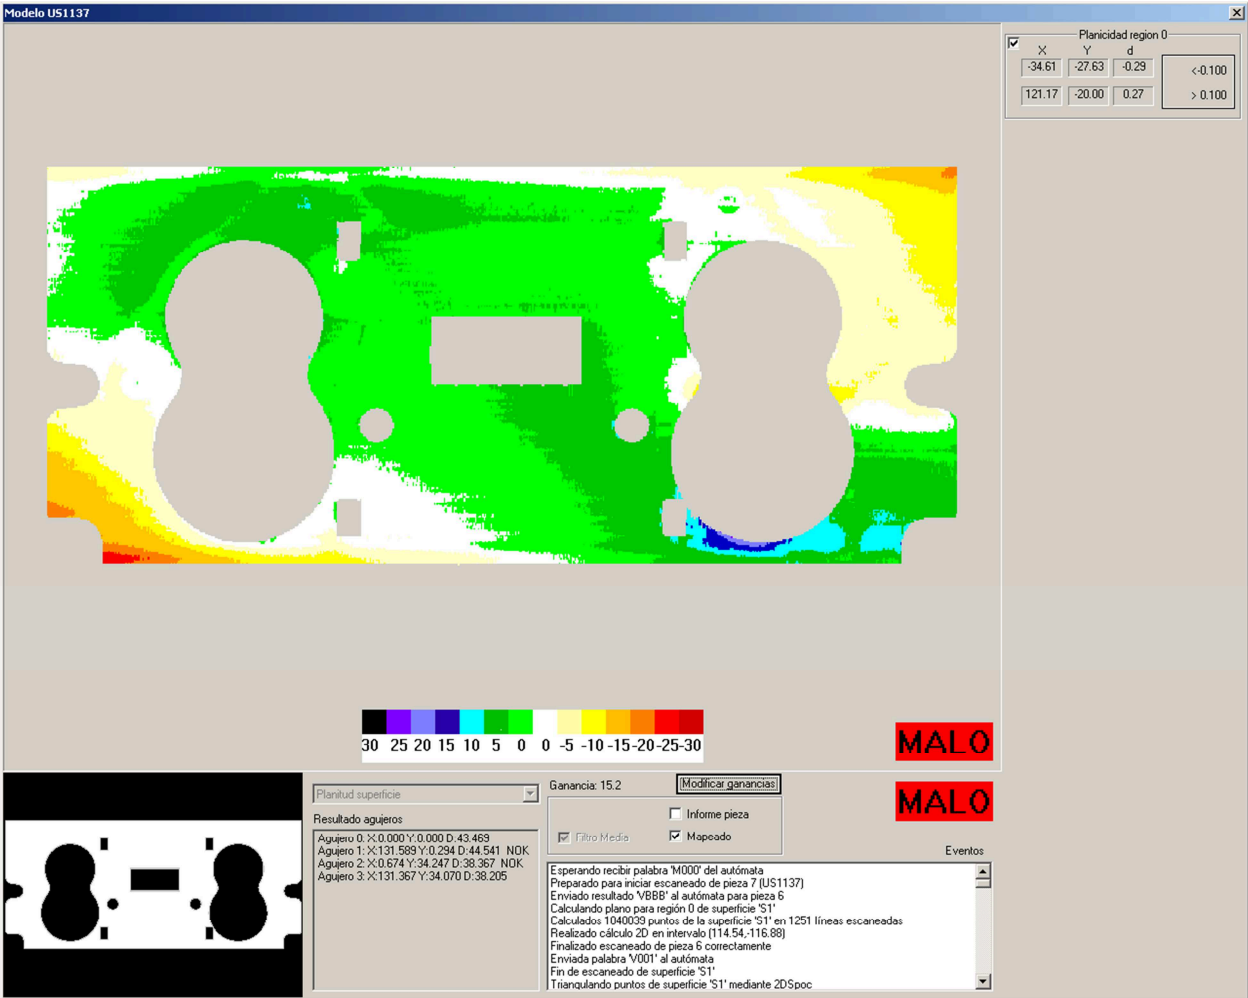 Modelo US1137
Planicidad region 0
X Y d
-34.61 -27.63 -0.29 <-0.100
121.17 -20.00 0.27 > 0.100
30 25 20 15 10 5 0 0 -5 -10 -15 -20 -25 -30
MALO
Planitud superficie
Ganancia: 15.2
Modificar ganancias
MALO
Informe pieza
Filtro Media
Mapeado
Resultado agujeros
Eventos
Agujero 0: X:0.000 Y:0.000 D:43.469
Agujero 1: X:131.589 Y:0.294 D:44.541 NOK
Agujero 2: X:0.674 Y:34.247 D:38.367 NOK
Agujero 3: X:131.367 Y:34.070 D:38.205
Esperando recibir palabra 'M000' del autómata
Preparado para iniciar escaneado de pieza 7 (US1137)
Enviado resultado 'VBBB' al autómata para pieza 6
Calculando plano para región 0 de superficie 'S1'
Calculados 1040039 puntos de la superficie 'S1' en 1251 líneas escaneadas
Realizado cálculo 2D en intervalo (114.54,-116.88)
Finalizado escaneado de pieza 6 correctamente
Enviada palabra 'V001' al autómata
Fin de escaneado de superficie 'S1'
Triangulando puntos de superficie 'S1' mediante 2DSpoc